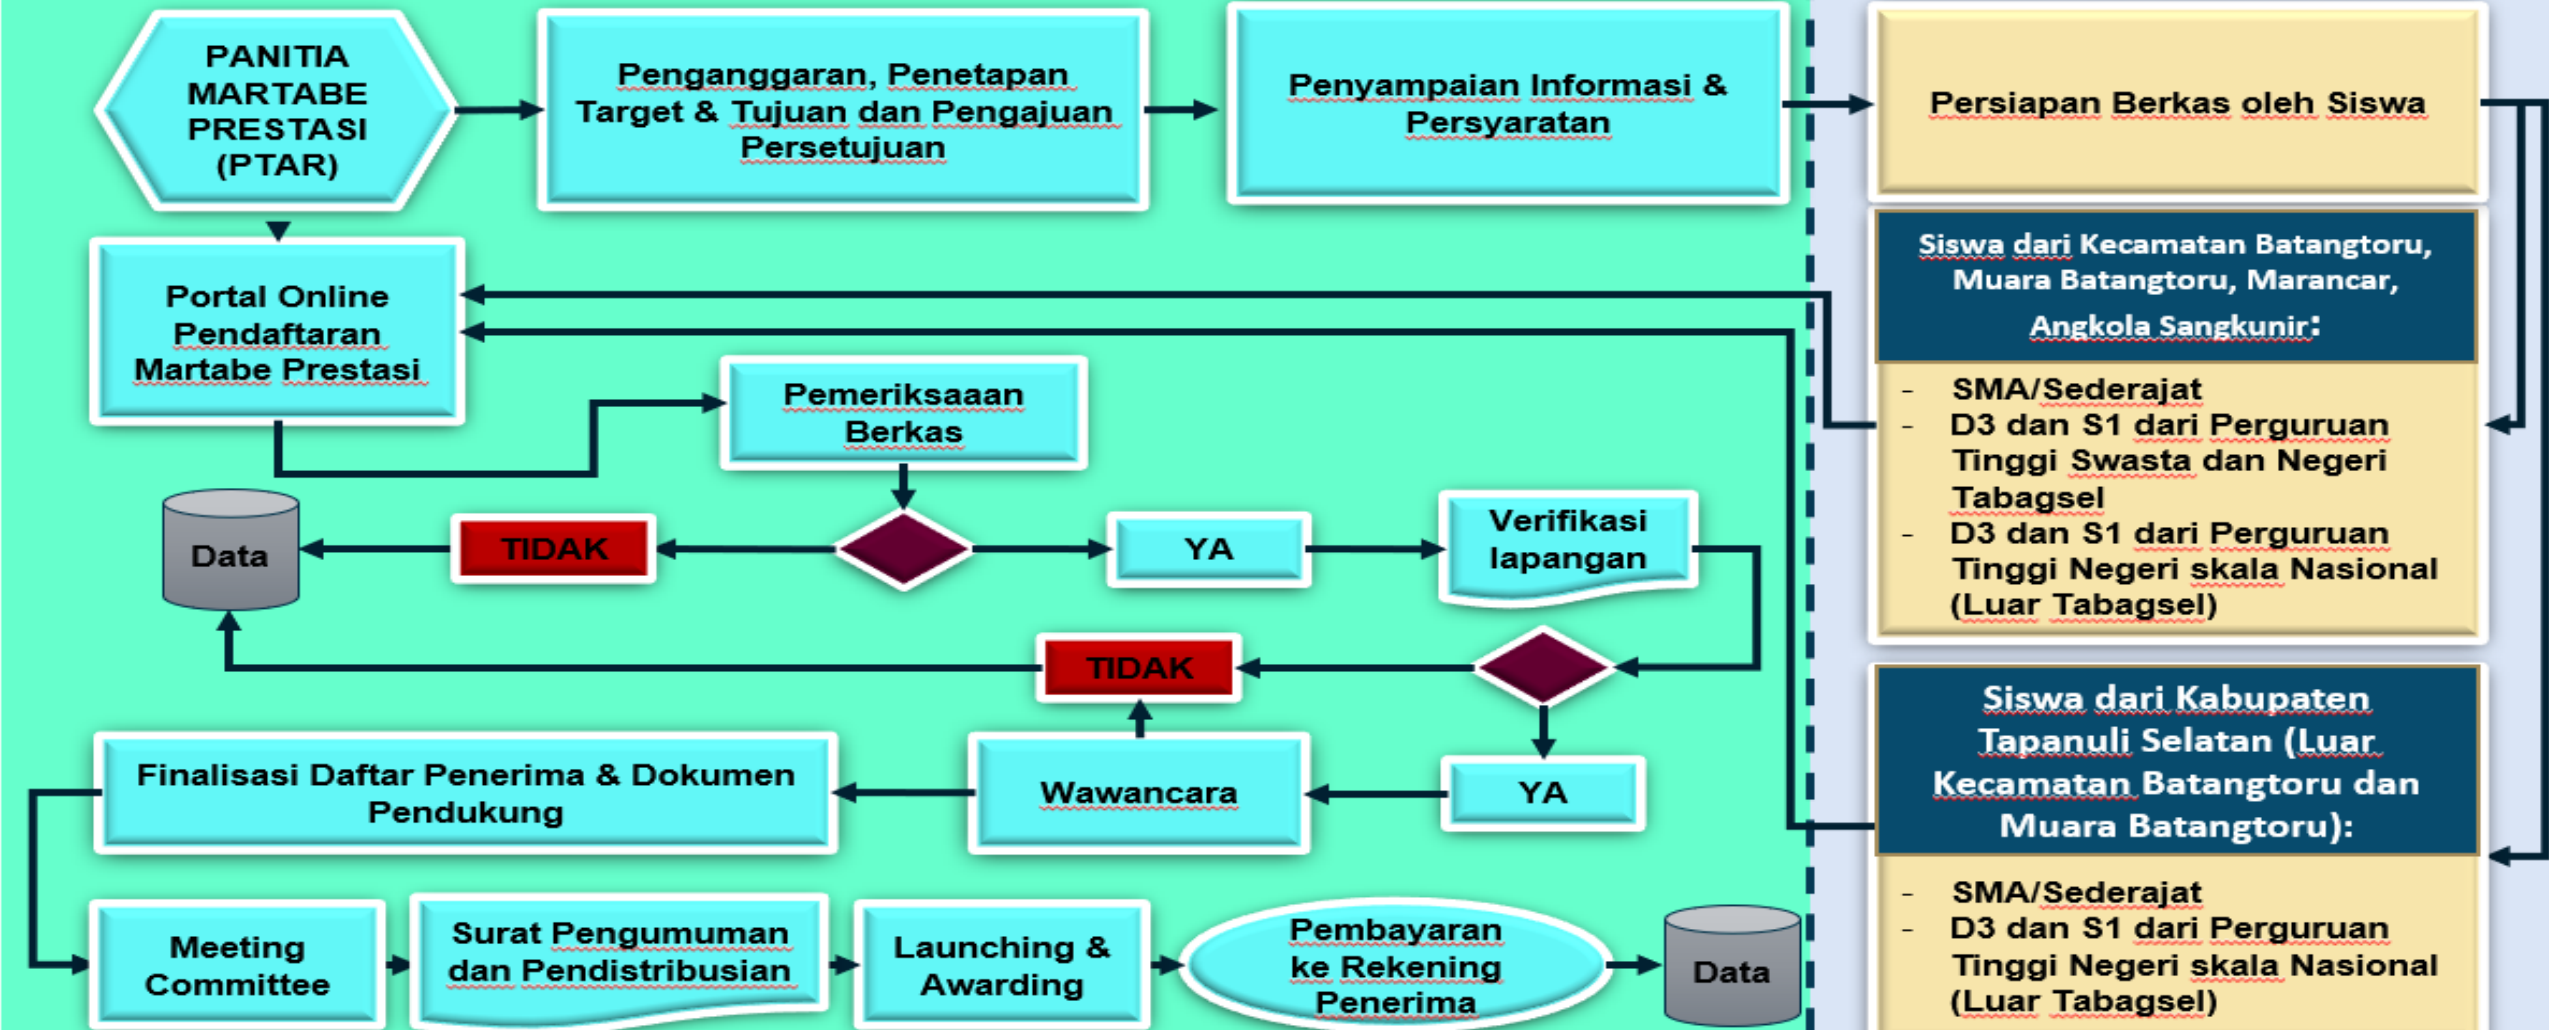 PANITIA
MARTABE
PRESTASI
(PTAR)
Penganggaran, Penetapan
Target & Tujuan dan Pengajuan
Persetujuan
Penyampaian Informasi &
Persyaratan
Persiapan Berkas oleh Siswa
Siswa dari Kecamatan Batangtoru,
Muara Batangtoru, Marancar,
Angkola Sangkunir:
- SMA/Sederajat
- D3 dan S1 dari Perguruan
Tinggi Swasta dan Negeri
Tabagsel
- D3 dan S1 dari Perguruan
Tinggi Negeri skala Nasional
(Luar Tabagsel)
Portal Online
Pendaftaran
Martabe Prestasi
Pemeriksaaan
Berkas
Data
TIDAK
YA
Verifikasi
lapangan
TIDAK
YA
Wawancara
Finalisasi Daftar Penerima & Dokumen
Pendukung
Siswa dari Kabupaten
Tapanuli Selatan (Luar
Kecamatan Batangtoru dan
Muara Batangtoru):
- SMA/Sederajat
- D3 dan S1 dari Perguruan
Tinggi Negeri skala Nasional
(Luar Tabagsel)
Meeting
Committee
Surat Pengumuman
dan Pendistribusian
Launching &
Awarding
Pembayaran
ke Rekening
Penerima
Data